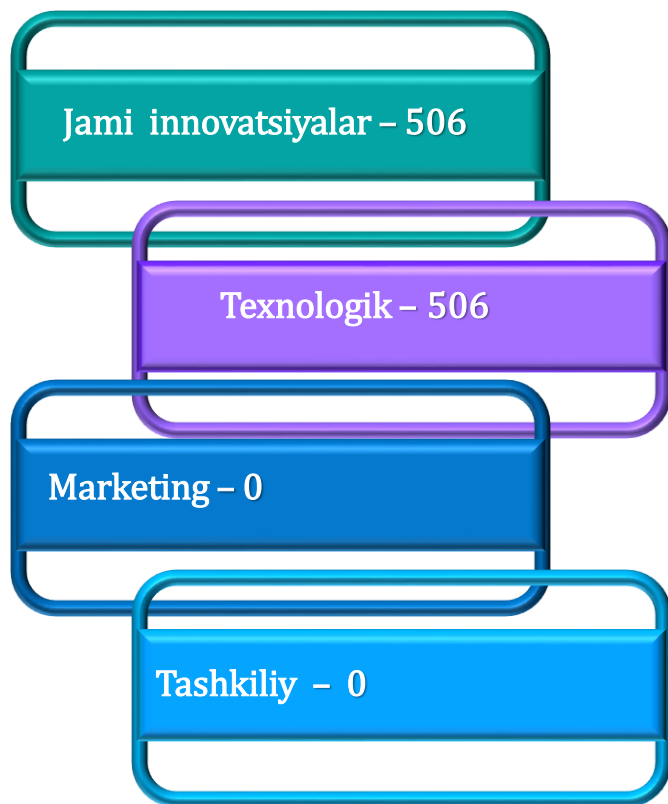 Jami innovatsiyalar – 506
Texnologik – 506
Marketing – 0
Tashkiliy – 0